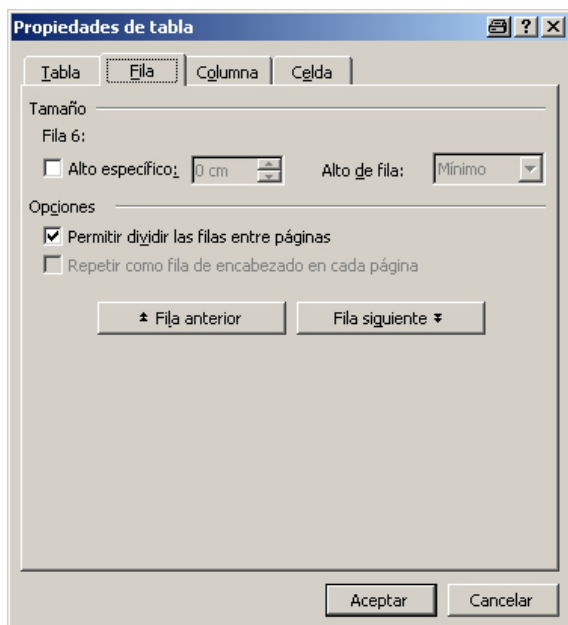 Propiedades de tabla
Tabla Fila Columna Celda
Tamaño
Fila 6:
Alto específico: 0 cm Alto de fila: Mínimo
Opciones
Permitir dividir las filas entre páginas
Repetir como fila de encabezado en cada página
Fila anterior Fila siguiente
Aceptar Cancelar